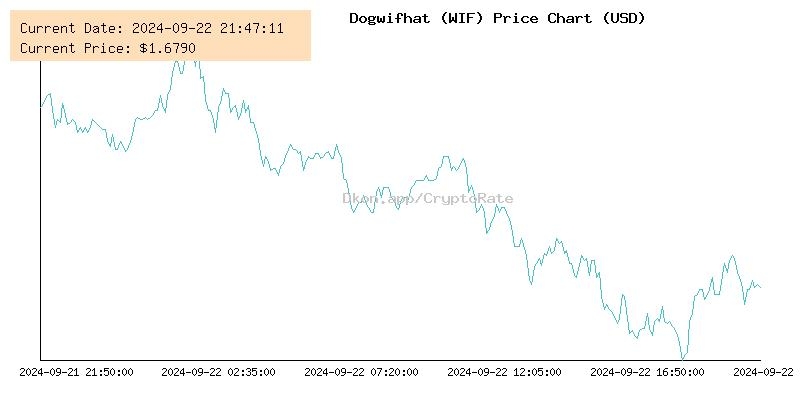 Dogwifhat (WIF) Price Chart (USD)
Current Date: 2024-09-22 21:47:11
Current Price: $1.6790
Dkon.app/CryptoRate
2024-09-21 21:50:00 2024-09-22 02:35:00 2024-09-22 07:20:00 2024-09-22 12:05:00 2024-09-22 16:50:00 2024-09-22